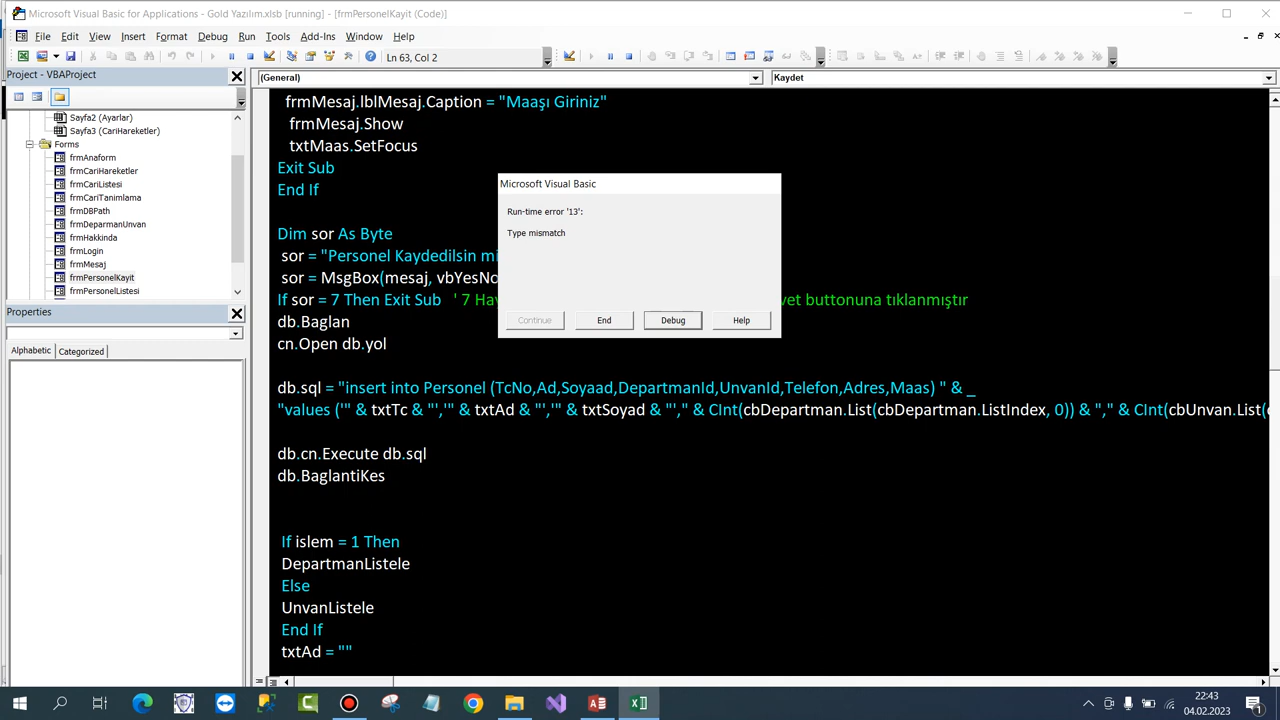 Microsoft Visual Basic for Applications - Gold Yazılım.xlsb [running] - [frmPersonelKayit (Code)]
File Edit View Insert Format Debug Run Tools Add-Ins Window Help
Ln 63, Col 2
Project - VBAProject
(General)
Kaydet
Sayfa2 (Ayarlar)
Sayfa3 (CariHareketler)
Forms
frmAnaform
frmCariHareketler
frmCariListesi
frmCariTanimlama
frmDBPath
frmDeparmanUnvan
frmHakkinda
frmLogin
frmMesaj
frmPersonelKayit
frmPersonelListesi
Properties
Alphabetic Categorized
frmMesaj.lblMesaj.Caption = "Maaşı Giriniz"
frmMesaj.Show
txtMaas.SetFocus
Exit Sub
End If
Dim sor As Byte
sor = "Personel Kaydedilsin mi
sor = MsgBox(mesaj, vbYesNo
If sor = 7 Then Exit Sub ' 7 Hay vet buttonuna tıklanmıştır
db.Baglan
cn.Open db.yol
db.sql = "insert into Personel (TcNo,Ad,Soyaad,DepartmanId,UnvanId,Telefon,Adres,Maas) " & _
"values ('" & txtTc & "','" & txtAd & "','" & txtSoyad & "'," & CInt(cbDepartman.List(cbDepartman.ListIndex, 0)) & "," & CInt(cbUnvan.List(c
db.cn.Execute db.sql
db.BaglantiKes
If islem = 1 Then
DepartmanListele
Else
UnvanListele
End If
txtAd = ""
Microsoft Visual Basic
Run-time error '13':
Type mismatch
Continue End Debug Help
22:43
04.02.2023
1